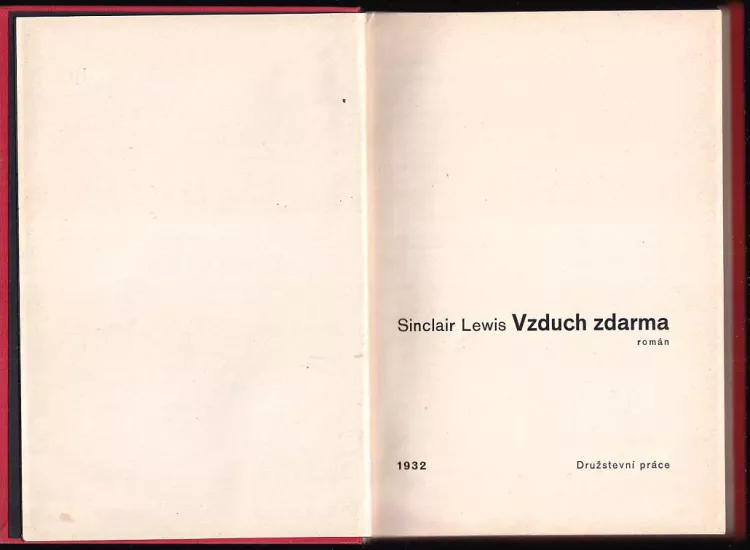 Sinclair Lewis Vzduch zdarma
román
1932 Družstevní práce